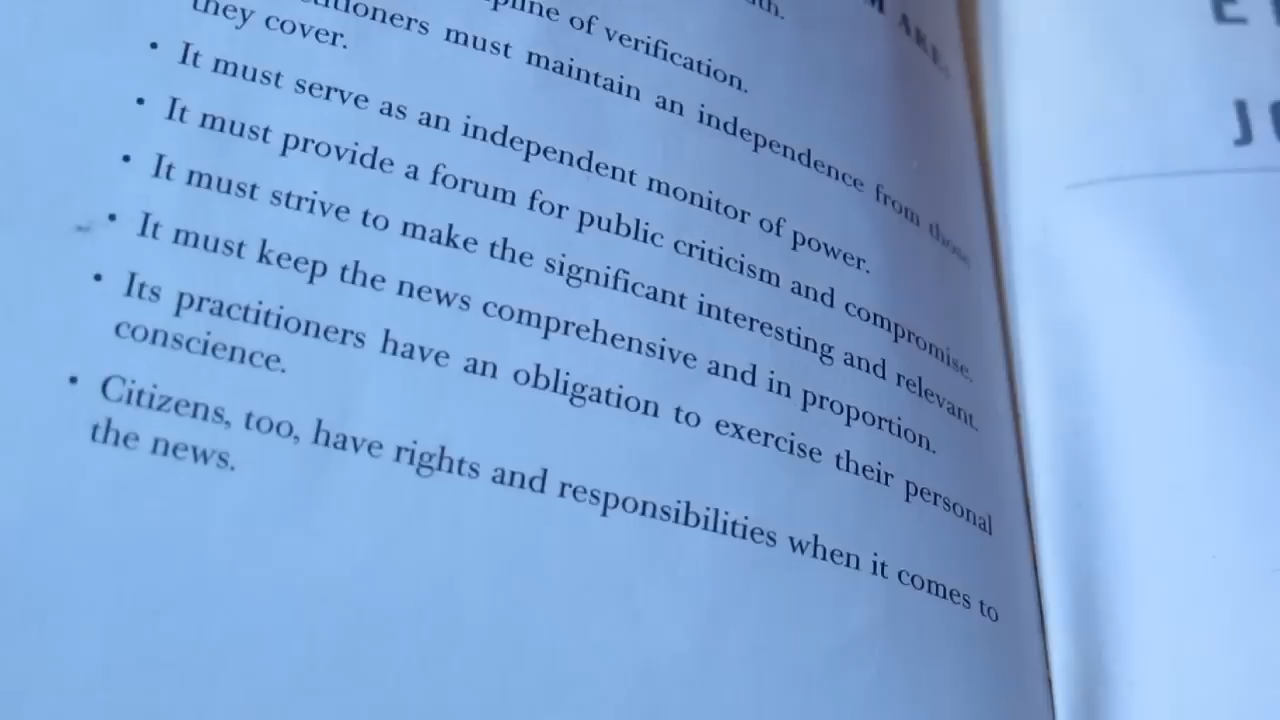 of verification.
must maintain an independence from those
they cover.
• It must serve as an independent monitor of power.
• It must provide a forum for public criticism and compromise.
• It must strive to make the significant interesting and relevant.
• It must keep the news comprehensive and in proportion.
• Its practitioners have an obligation to exercise their personal
conscience.
• Citizens, too, have rights and responsibilities when it comes to
the news.